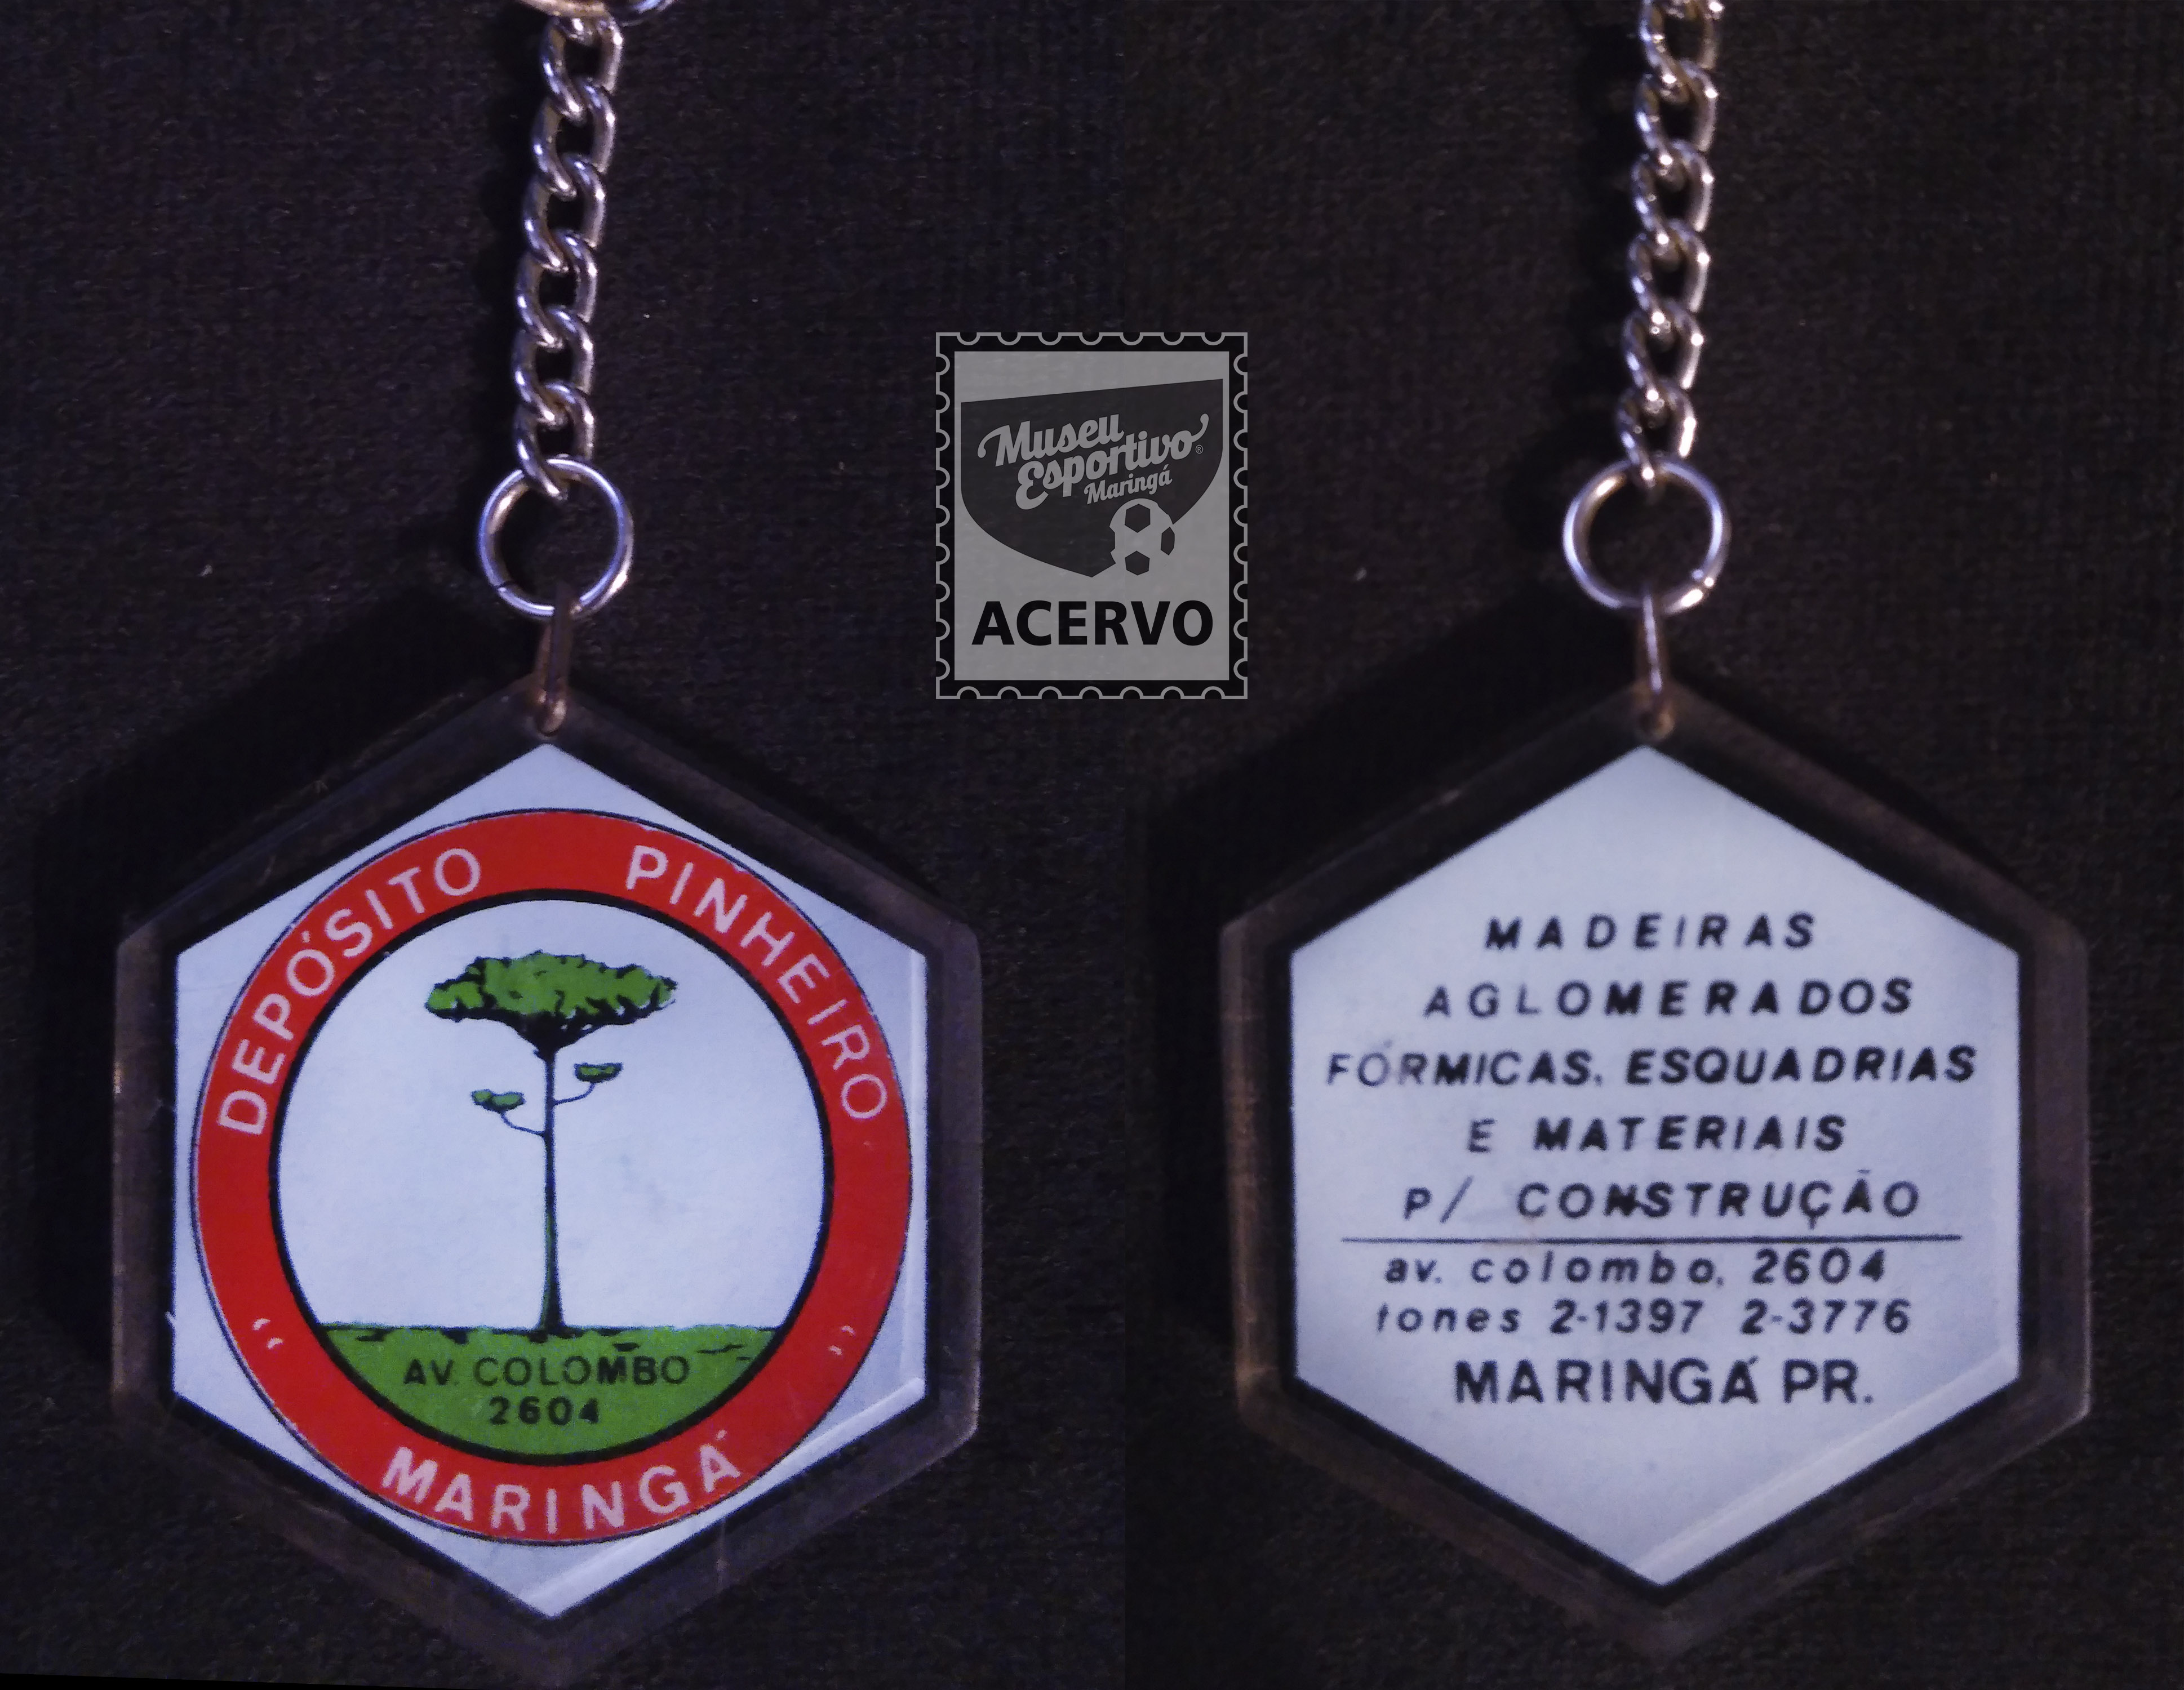 DEPÓSITO PINHEIRO
AV. COLOMBO
2604
" MARINGÁ "
Museu
Esportivo®
Maringá
ACERVO
MADEIRAS
AGLOMERADOS
FÓRMICAS, ESQUADRIAS
E MATERIAIS
P/ CONSTRUÇÃO
av. colombo, 2604
fones 2-1397 2-3776
MARINGÁ PR.